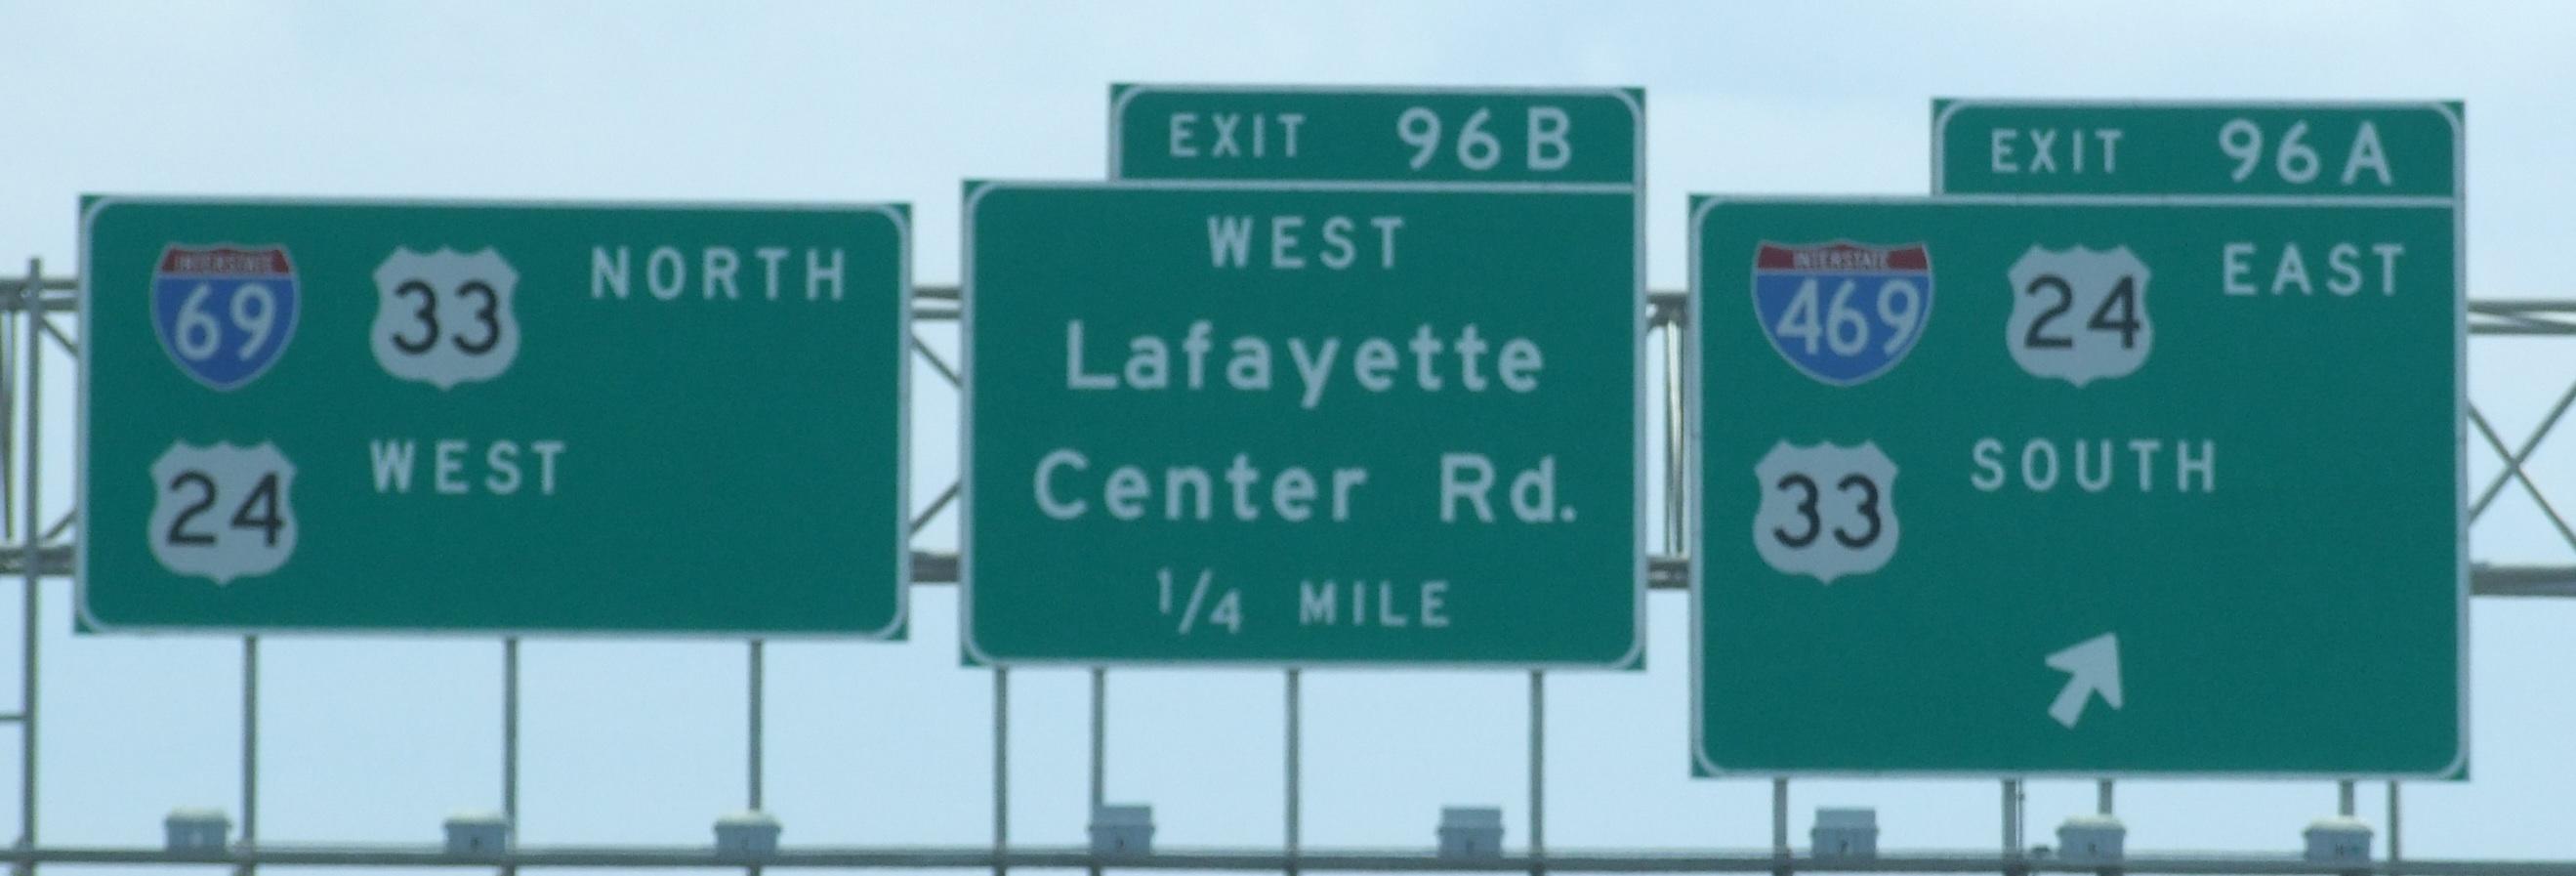 INTERSTATE
69 33 NORTH
24 WEST
EXIT 96B
WEST
Lafayette
Center Rd.
1/4 MILE
EXIT 96A
INTERSTATE
469 24 EAST
33 SOUTH